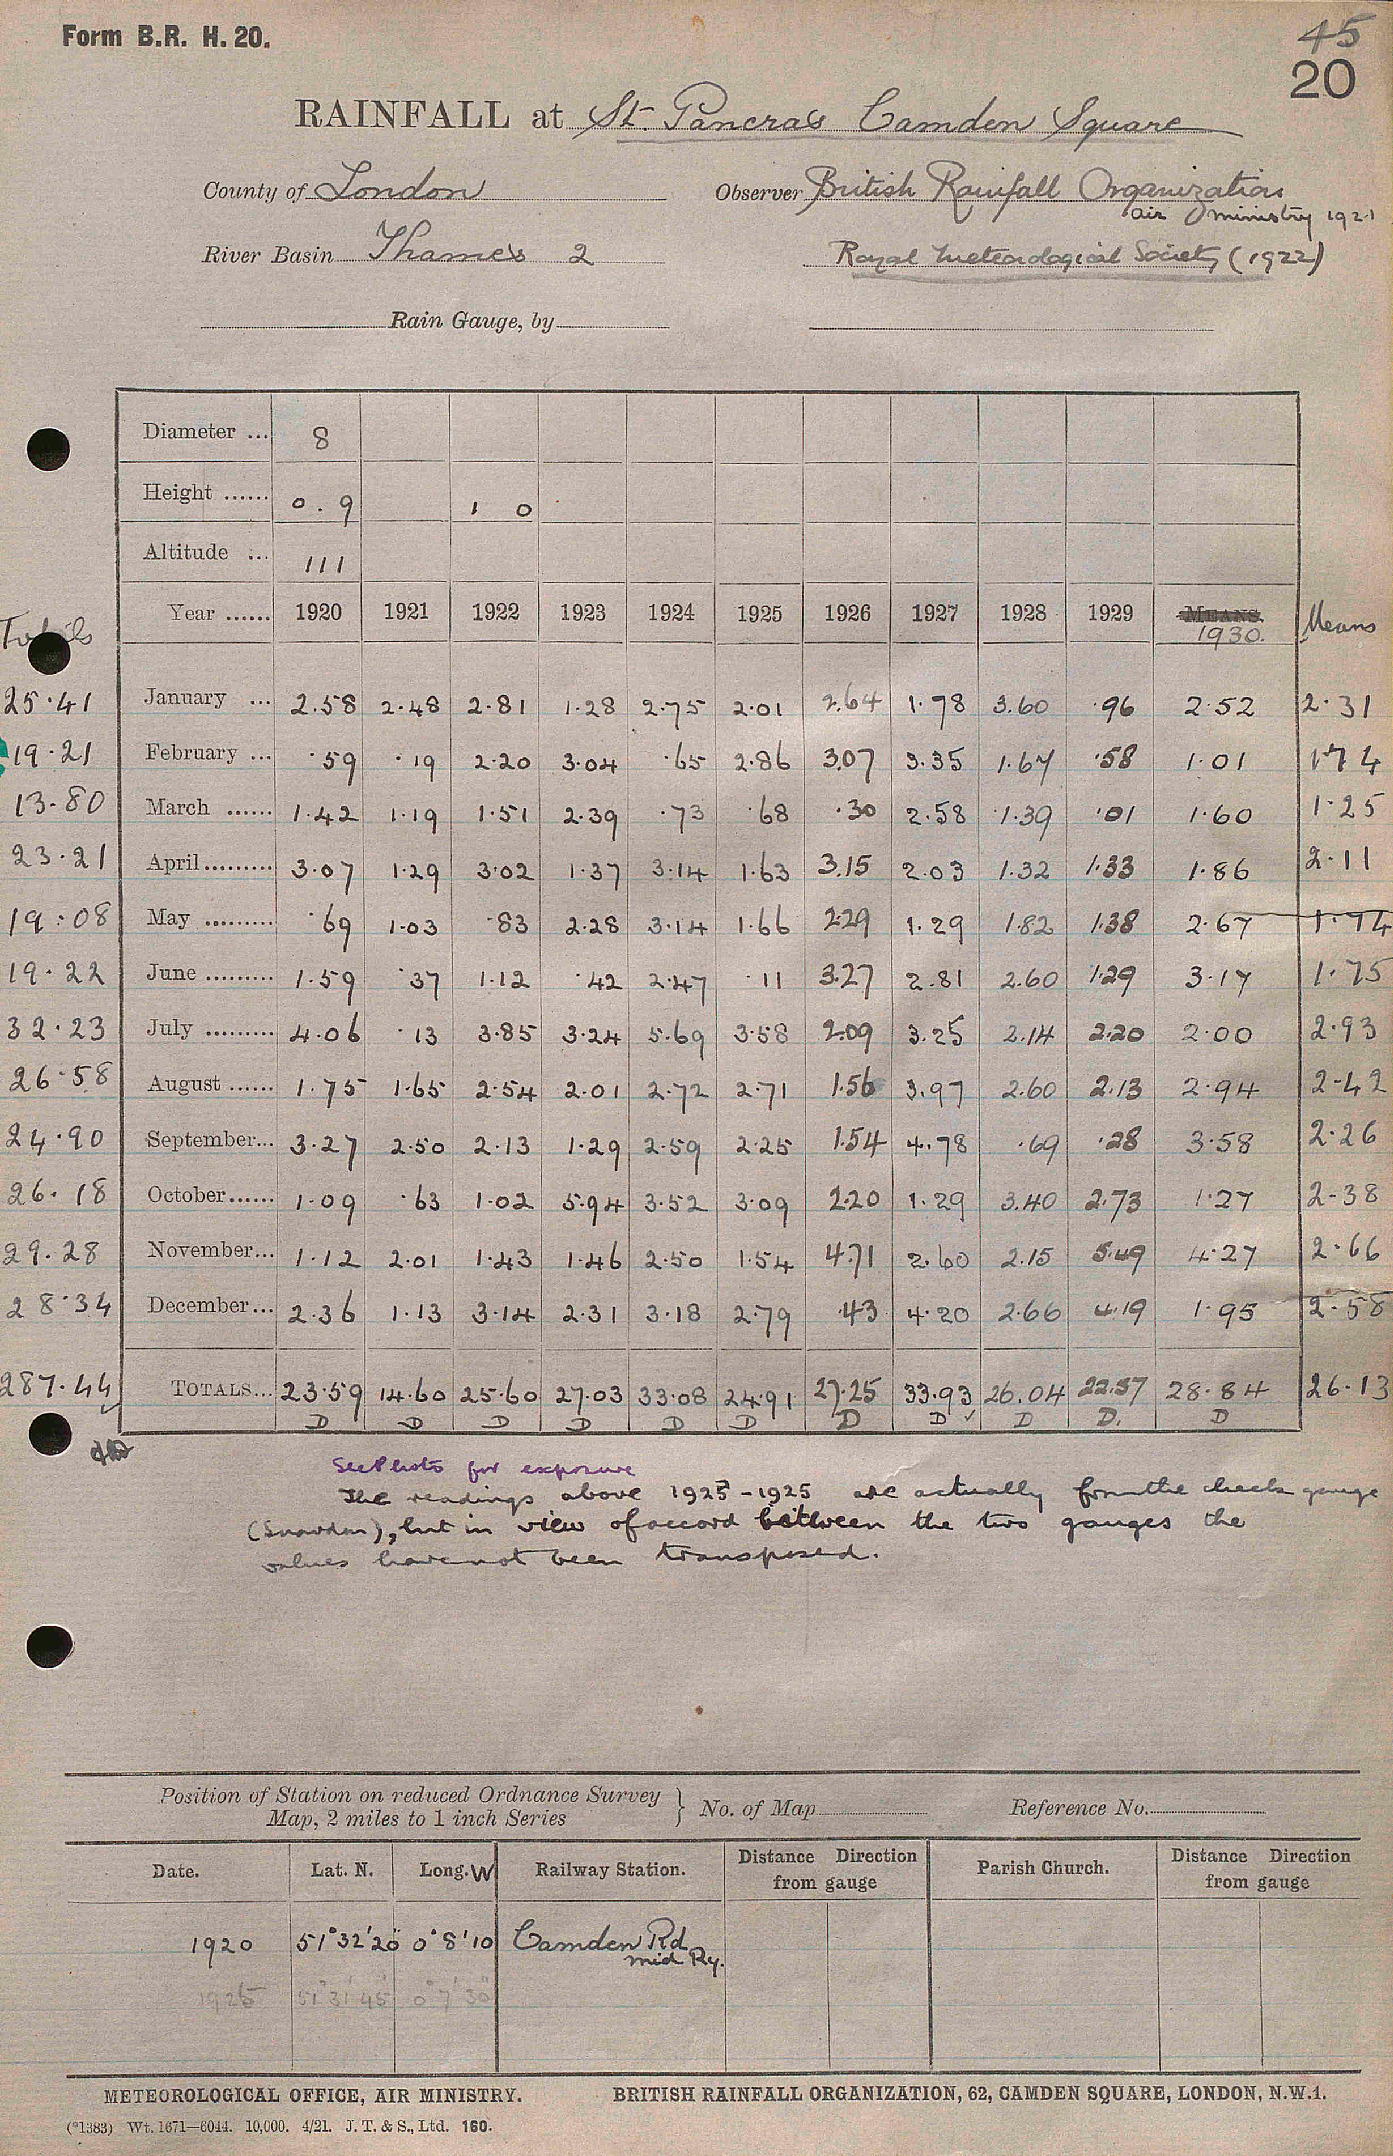 Form B.R. H. 20.
45
20
RAINFALL at St. Pancras Camden Square
County of London Observer British Rainfall Organization
Air Ministry 1921
River Basin Thames 2 Royal Meteorological Society (1922)
Rain Gauge, by
Diameter ... 8
Height ...... 0 . 9 1 0
Altitude ... 111
Totals Year ...... 1920 1921 1922 1923 1924 1925 1926 1927 1928 1929 MEANS. 1930. Means
25.41 January ... 2.58 2.48 2.81 1.28 2.75 2.01 2.64 1.78 3.60 .96 2.52 2.31
19.21 February ... .59 .19 2.20 3.04 .65 2.86 3.07 3.35 1.67 .58 1.01 1.74
13.80 March ...... 1.42 1.19 1.51 2.39 .73 .68 .30 2.58 1.39 .01 1.60 1.25
23.21 April ......... 3.07 1.29 3.02 1.37 3.14 1.63 3.15 2.03 1.32 1.33 1.86 2.11
19.08 May ......... .69 1.03 .83 2.28 3.14 1.66 2.29 1.29 1.82 1.38 2.67 1.74
19.22 June ......... 1.59 .37 1.12 .42 2.47 .11 3.27 2.81 2.60 1.29 3.17 1.75
32.23 July ......... 4.06 .13 3.85 3.24 5.69 3.58 2.09 3.25 2.14 2.20 2.00 2.93
26.58 August ...... 1.75 1.65 2.54 2.01 2.72 2.71 1.56 3.97 2.60 2.13 2.94 2.42
24.90 September... 3.27 2.50 2.13 1.29 2.59 2.25 1.54 4.78 .69 .28 3.58 2.26
26.18 October...... 1.09 .63 1.02 5.94 3.52 3.09 2.20 1.29 3.40 2.73 1.27 2.38
29.28 November... 1.12 2.01 1.43 1.46 2.50 1.54 4.71 2.60 2.15 5.49 4.27 2.66
28.34 December... 2.36 1.13 3.14 2.31 3.18 2.79 .43 4.20 2.66 4.19 1.95 2.58
287.44 TOTALS... 23.59 14.60 25.60 27.03 33.08 24.91 27.25 33.93 26.04 22.57 28.84 26.13
D D D D D D D D ✓ D D. D
See Photo for exposure
The readings above 1925-1925 are actually from the check gauge
(Snowdon), but in view of accord between the two gauges the
values have not been transposed.
Position of Station on reduced Ordnance Survey
Map, 2 miles to 1 inch Series } No. of Map Reference No.
Date. Lat. N. Long. W Railway Station. Distance Direction from gauge Parish Church. Distance Direction from gauge
1920 51°32'20" 0°8'10 Camden Rd
Mid Ry.
1925 51°31'45" 0°7'30"
METEOROLOGICAL OFFICE, AIR MINISTRY. BRITISH RAINFALL ORGANIZATION, 62, CAMDEN SQUARE, LONDON, N.W.1.
(*1383) Wt. 1671—6044. 10,000. 4/21. J. T. & S., Ltd. 160.